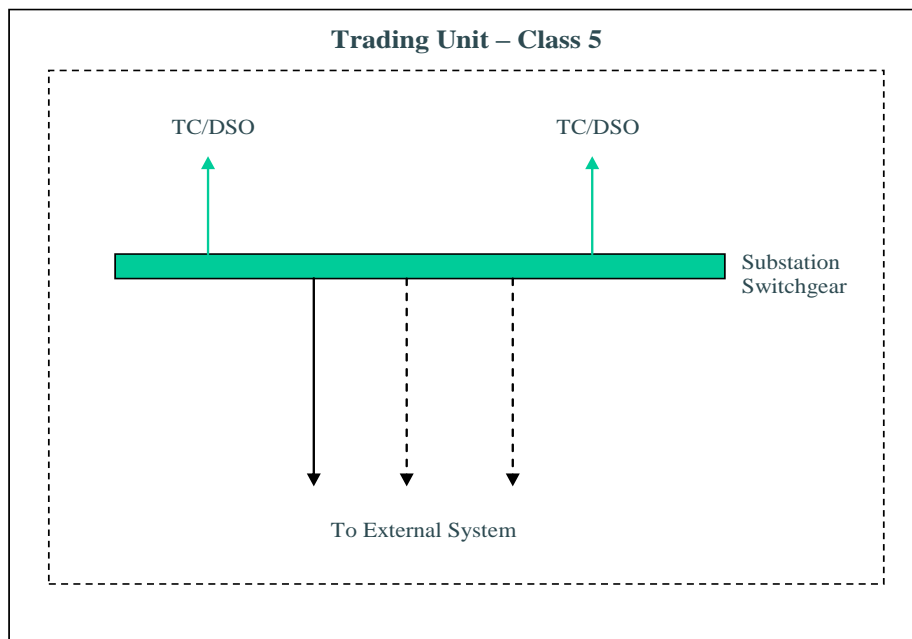 Trading Unit – Class 5
TC/DSO
TC/DSO
Substation
Switchgear
To External System